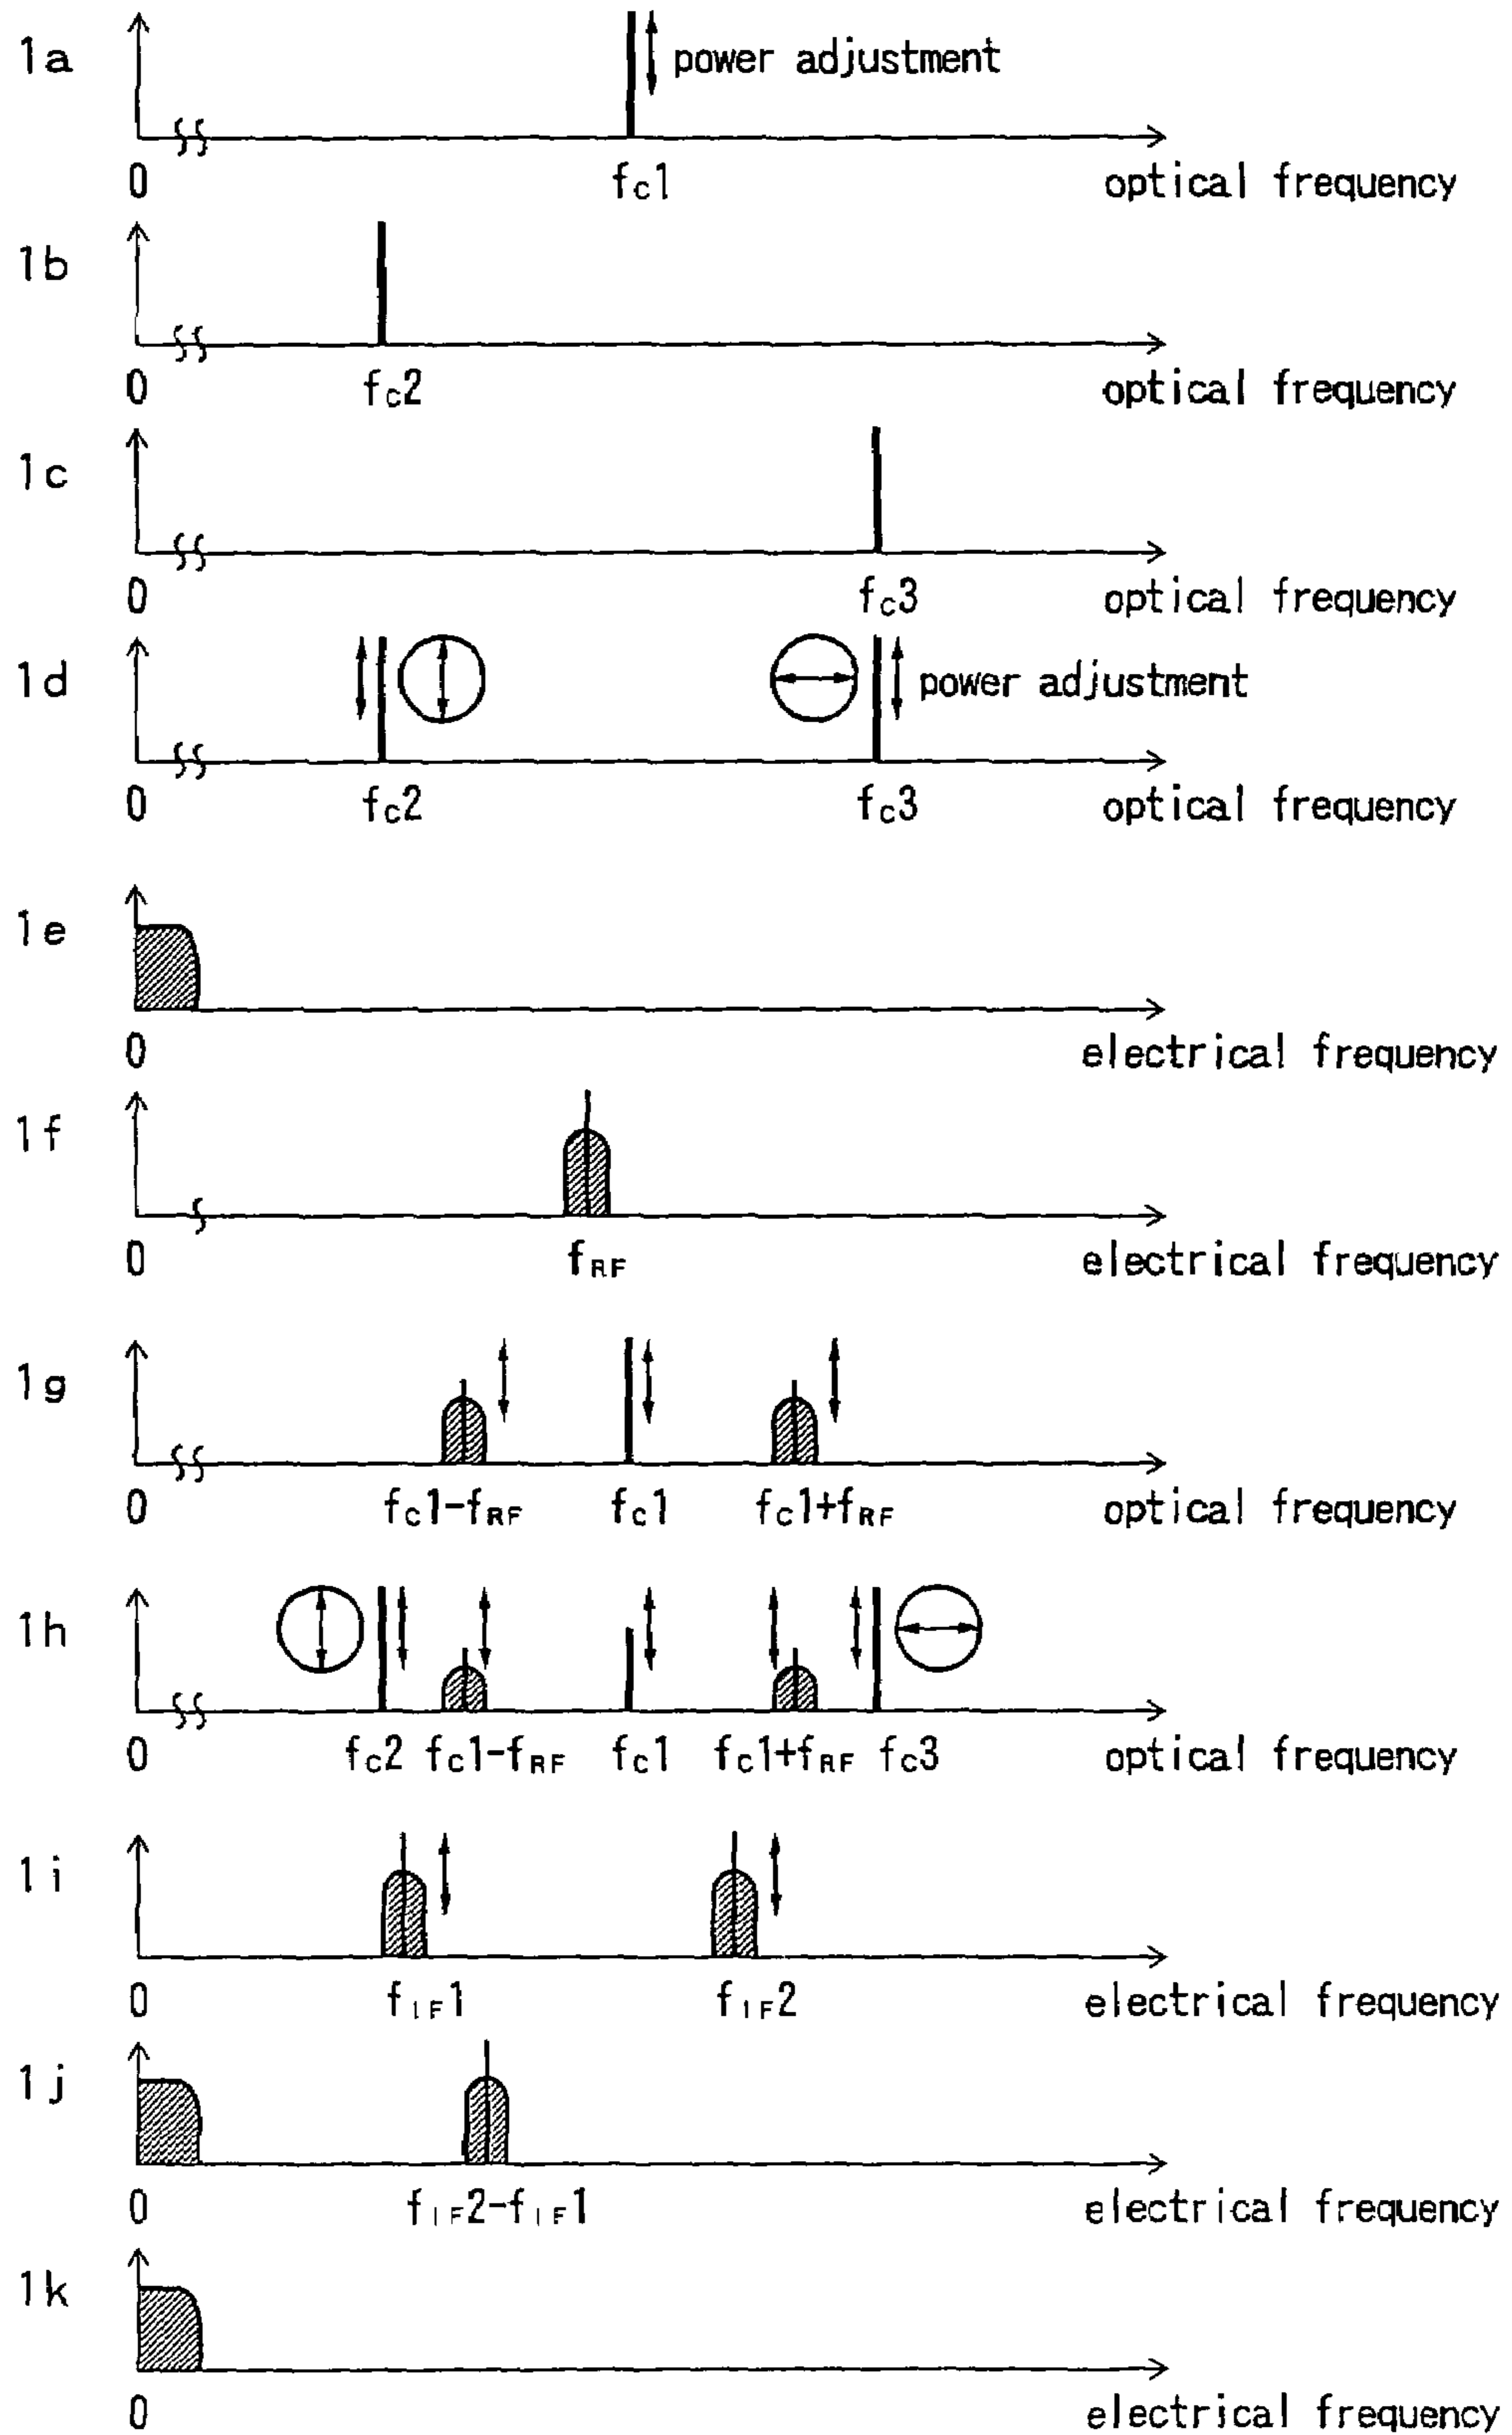 1a
power adjustment
0 fc1 optical frequency
1b
0 fc2 optical frequency
1c
0 fc3 optical frequency
1d
power adjustment
0 fc2 fc3 optical frequency
1e
0 electrical frequency
1f
0 fRF electrical frequency
1g
0 fc1-fRF fc1 fc1+fRF optical frequency
1h
0 fc2 fc1-fRF fc1 fc1+fRF fc3 optical frequency
1i
0 fIF1 fIF2 electrical frequency
1j
0 fIF2-fIF1 electrical frequency
1k
0 electrical frequency